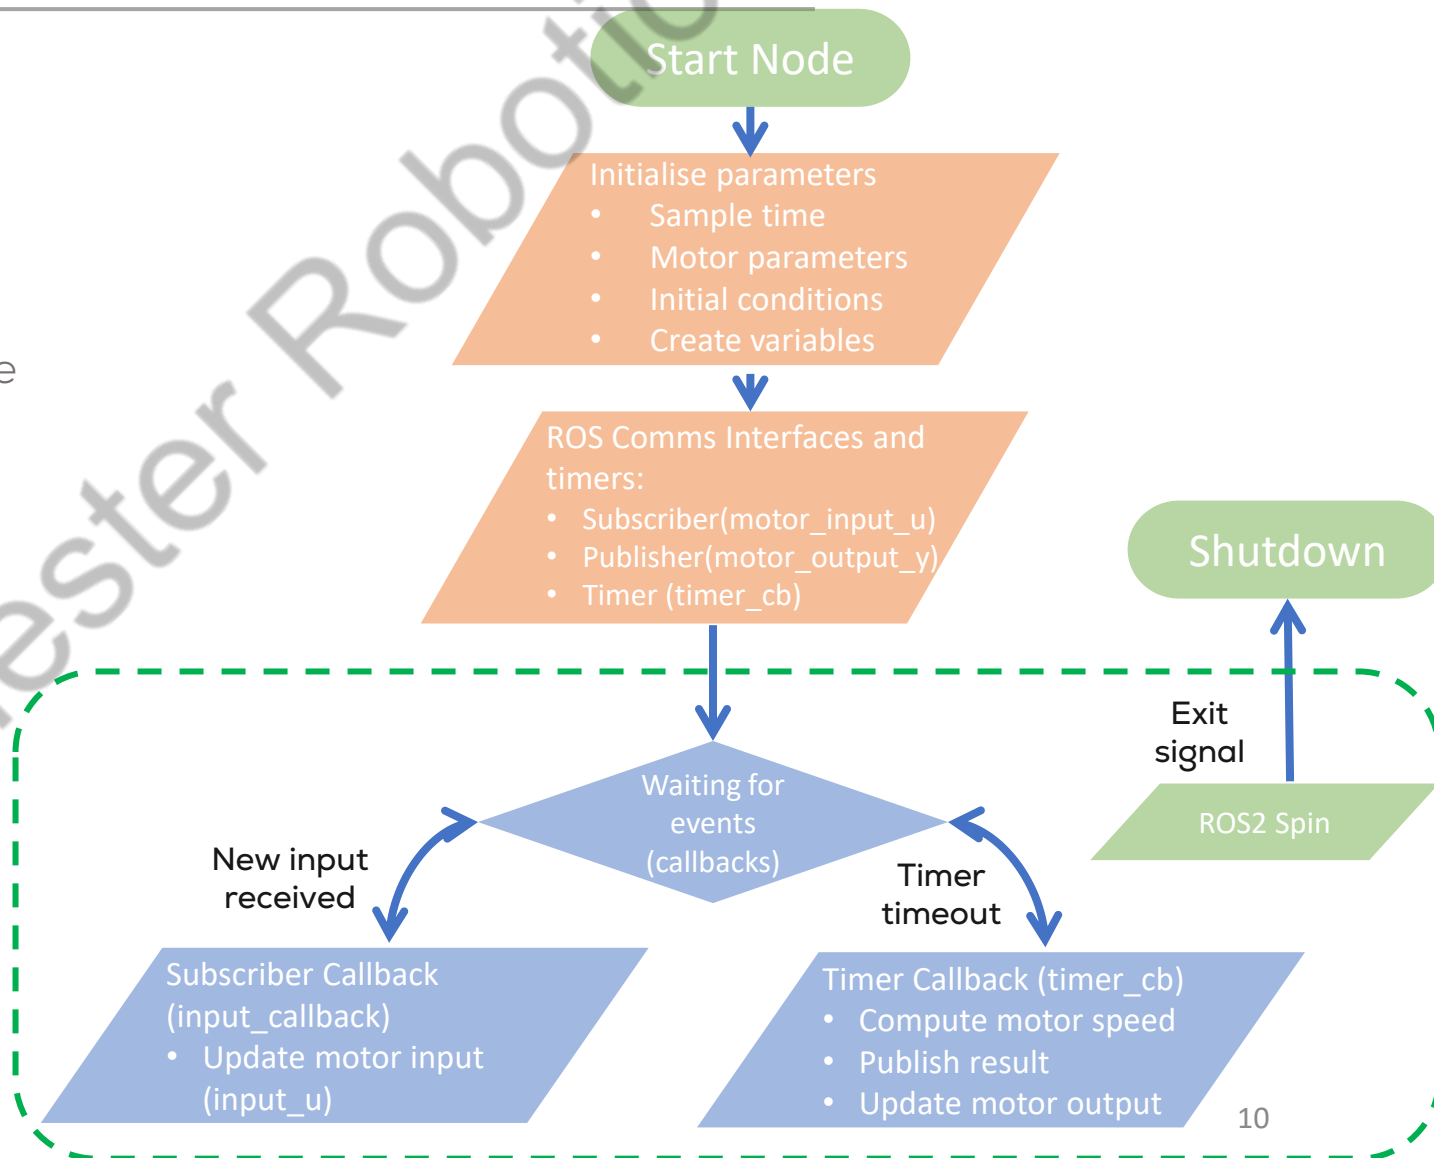 Start Node
Initialise parameters
• Sample time
• Motor parameters
• Initial conditions
• Create variables
e
ROS Comms Interfaces and
timers:
• Subscriber(motor_input_u)
• Publisher(motor_output_y)
• Timer (timer_cb)
Shutdown
Exit
signal
ROS2 Spin
Waiting for
events
(callbacks)
New input
received
Timer
timeout
Subscriber Callback
(input_callback)
• Update motor input
(input_u)
Timer Callback (timer_cb)
• Compute motor speed
• Publish result
• Update motor output
10
ester Roboti